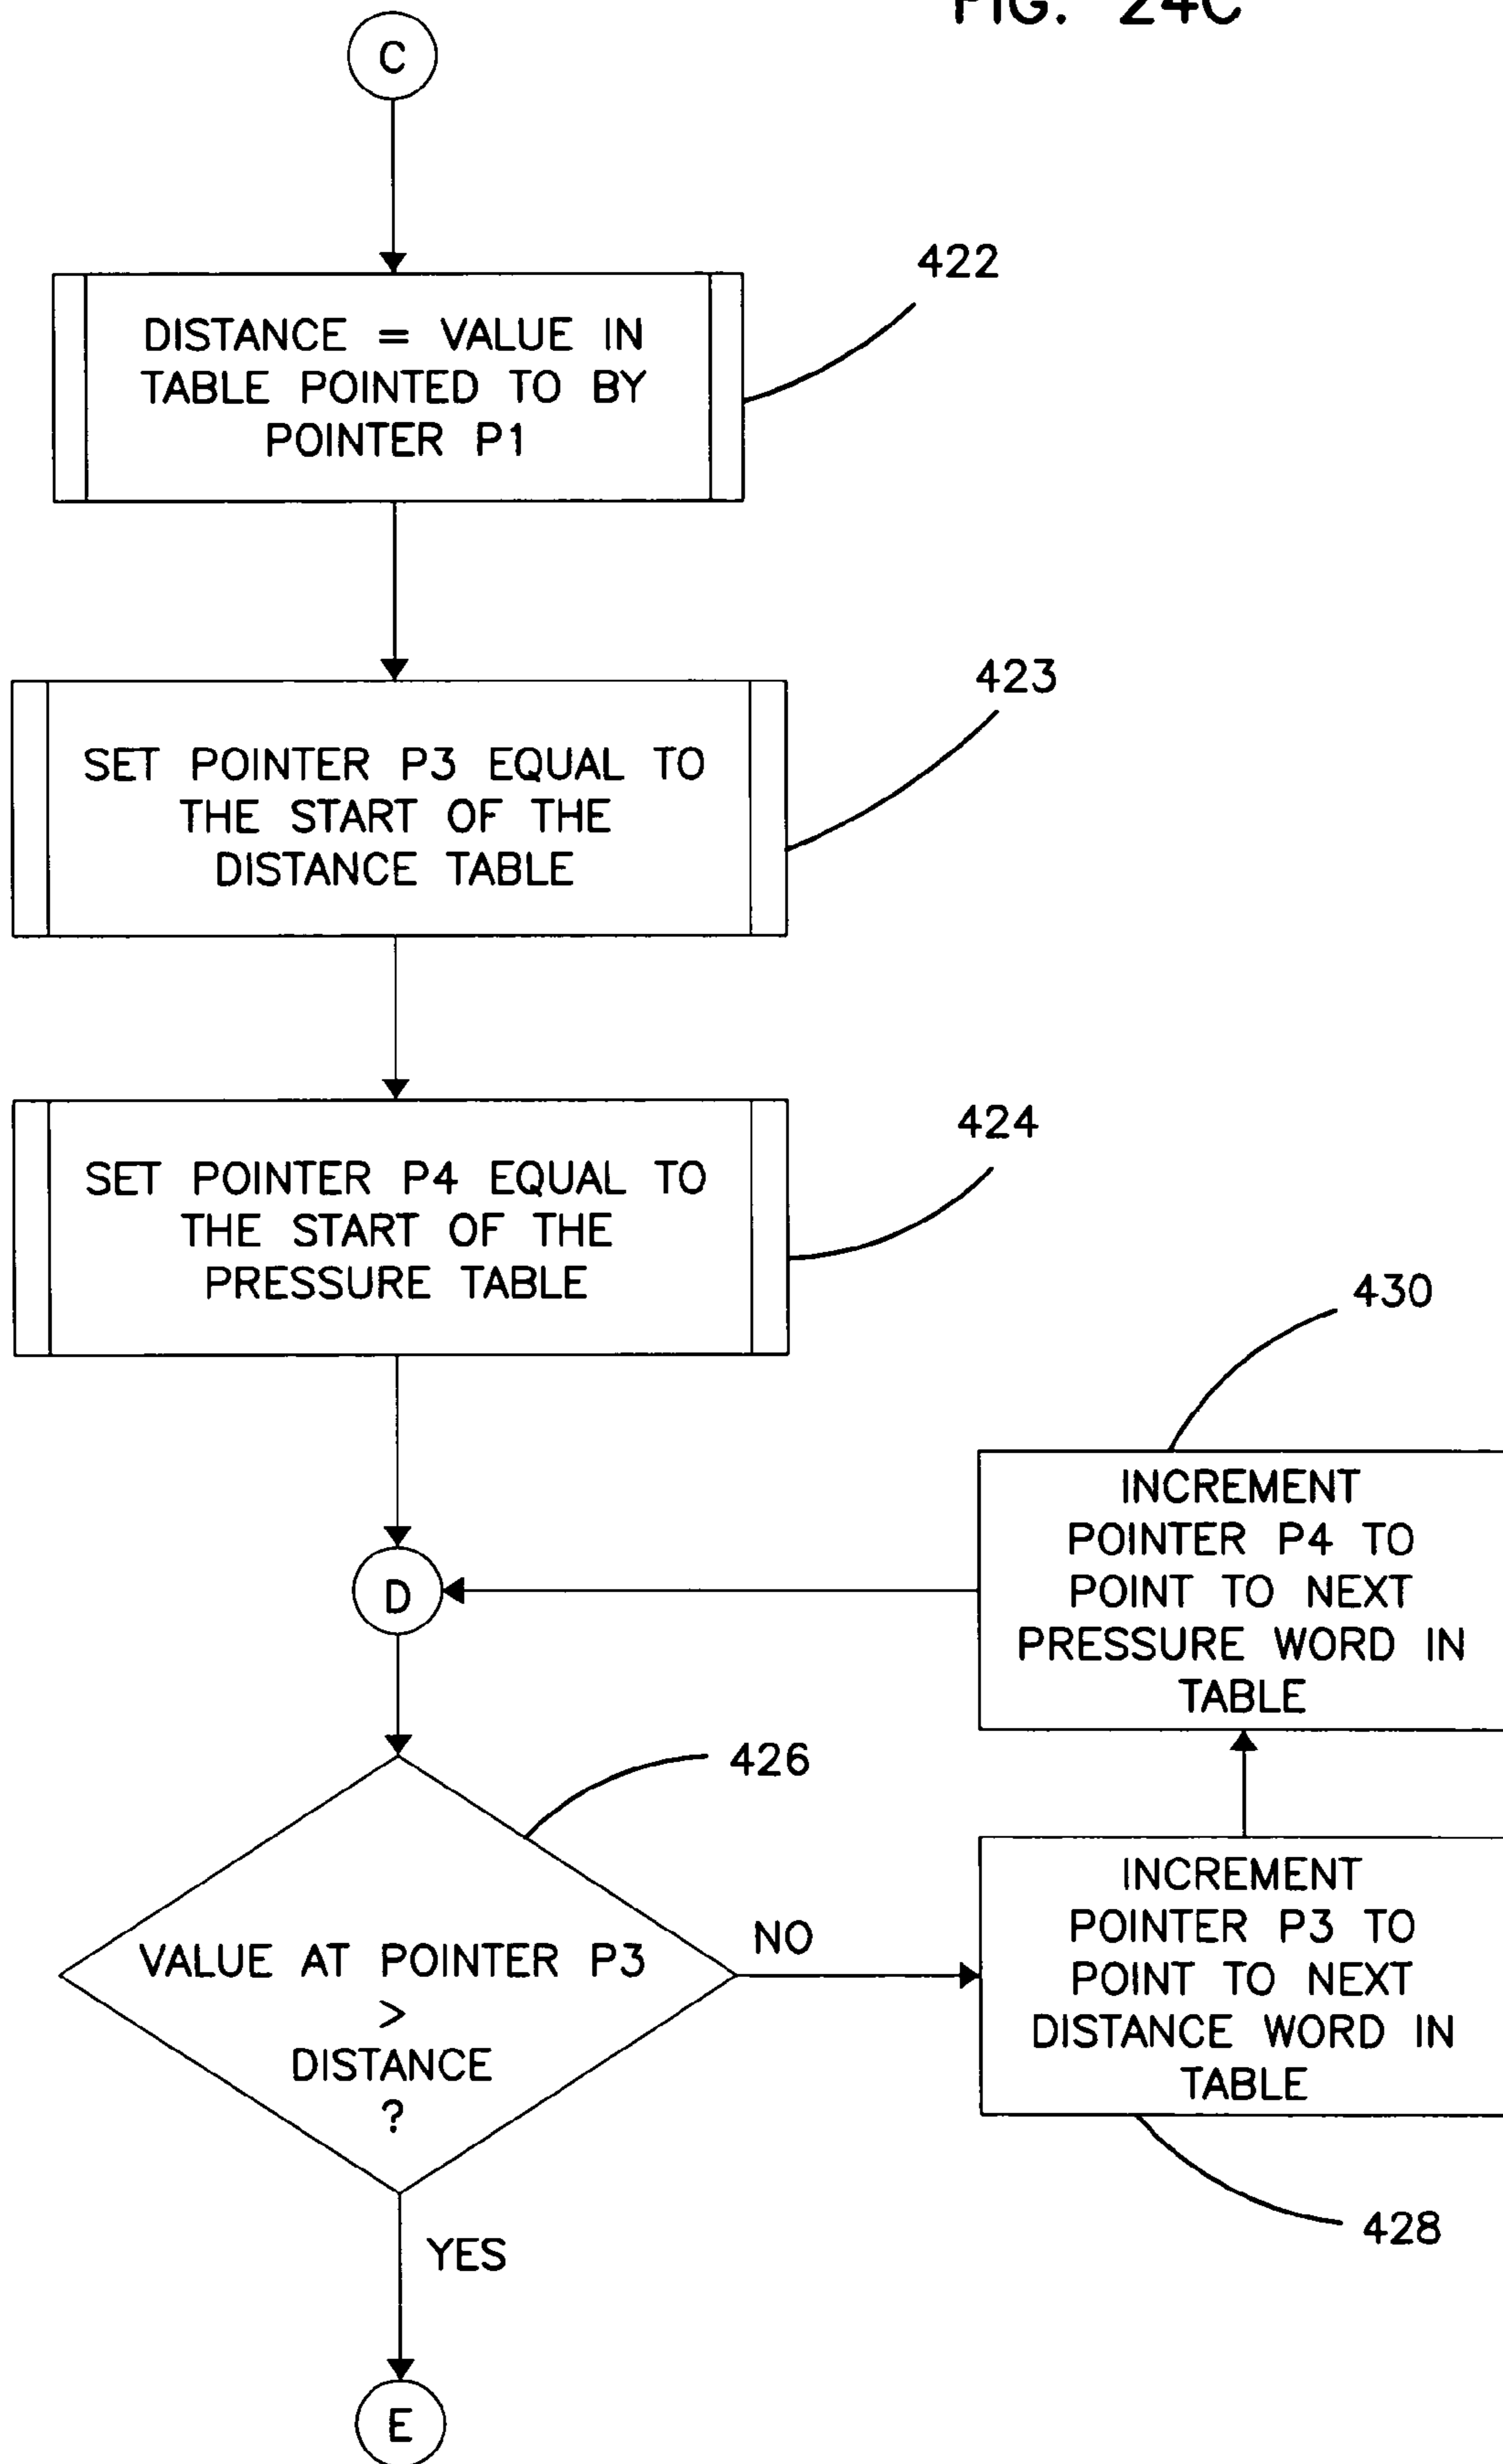 FIG. 24C
C
422
DISTANCE = VALUE IN
TABLE POINTED TO BY
POINTER P1
423
SET POINTER P3 EQUAL TO
THE START OF THE
DISTANCE TABLE
424
SET POINTER P4 EQUAL TO
THE START OF THE
PRESSURE TABLE
430
INCREMENT
POINTER P4 TO
POINT TO NEXT
PRESSURE WORD IN
TABLE
D
426
VALUE AT POINTER P3
>
DISTANCE
?
NO
INCREMENT
POINTER P3 TO
POINT TO NEXT
DISTANCE WORD IN
TABLE
428
YES
E